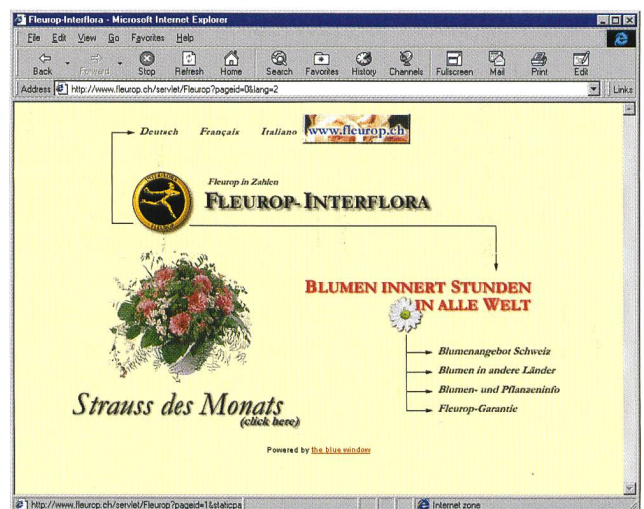 Fleurop-Interflora - Microsoft Internet Explorer
File Edit View Go Favorites Help
Back Forward Stop Refresh Home Search Favorites History Channels Fullscreen Mail Print Edit
Address http://www.fleurop.ch/servlet/Fleurop?pageid=0&lang=2 Links
Deutsch Français Italiano www.fleurop.ch
Fleurop in Zahlen
INTERFLORA
FLEUROP-INTERFLORA
FLEUROP
BLUMEN INNERT STUNDEN
IN ALLE WELT
Blumenangebot Schweiz
Blumen in andere Länder
Blumen- und Pflanzeninfo
Fleurop-Garantie
Strauss des Monats
(click here)
Powered by the blue window
http://www.fleurop.ch/servlet/Fleurop?pageid=1&staticpa Internet zone